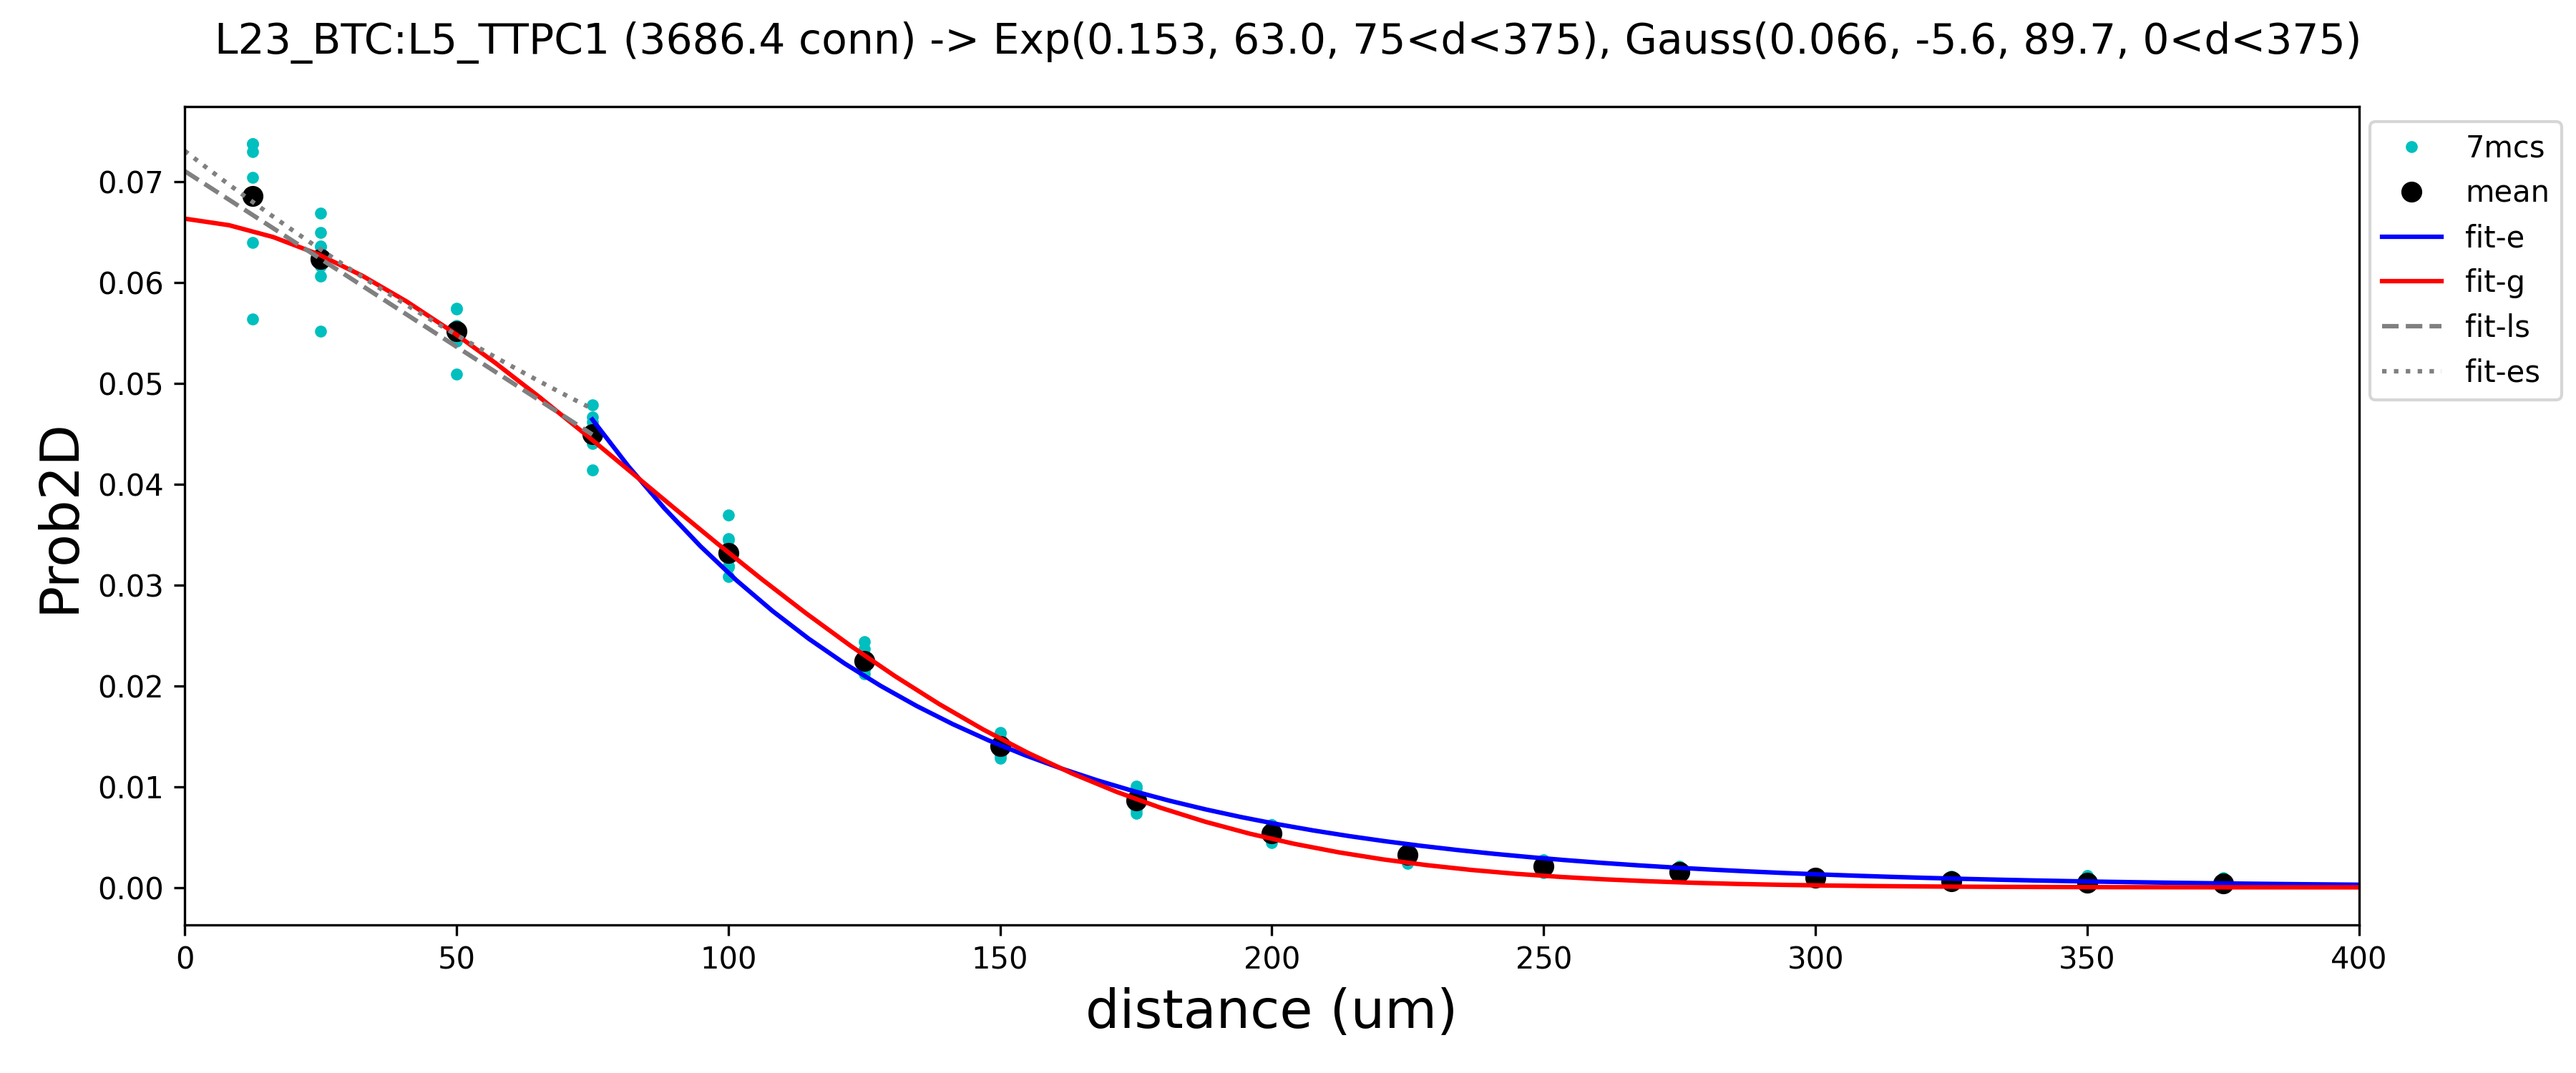 L23_BTC:L5_TTPC1 (3686.4 conn) -> Exp(0.153, 63.0, 75<d<375), Gauss(0.066, -5.6, 89.7, 0<d<375)
7mcs
mean
fit-e
fit-g
fit-ls
fit-es
Prob2D
0.07
0.06
0.05
0.04
0.03
0.02
0.01
0.00
0 50 100 150 200 250 300 350 400
distance (um)